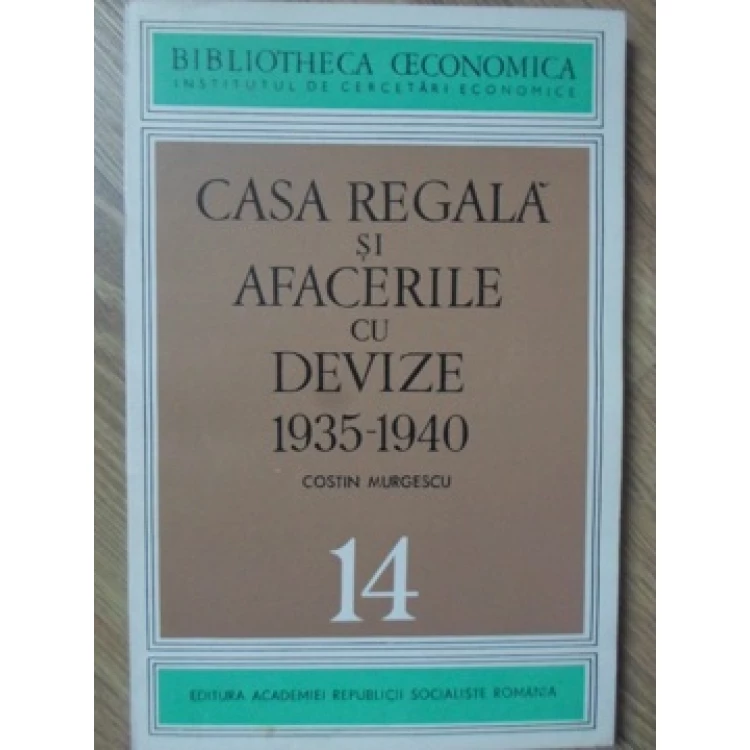 BIBLIOTHECA ŒCONOMICA
INSTITUTUL DE CERCETĂRI ECONOMICE
CASA REGALĂ
ȘI
AFACERILE
CU
DEVIZE
1935-1940
COSTIN MURGESCU
14
EDITURA ACADEMIEI REPUBLICII SOCIALISTE ROMÂNIA